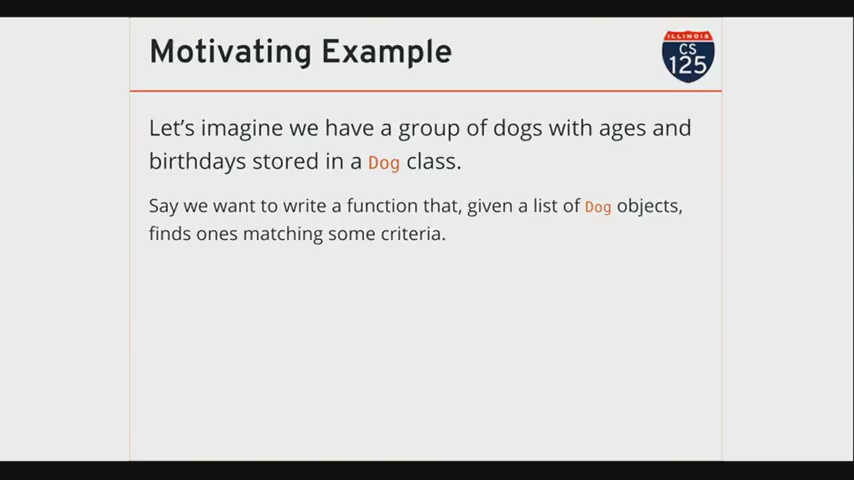 Motivating Example
ILLINOIS
CS
125
Let's imagine we have a group of dogs with ages and
birthdays stored in a Dog class.
Say we want to write a function that, given a list of Dog objects,
finds ones matching some criteria.